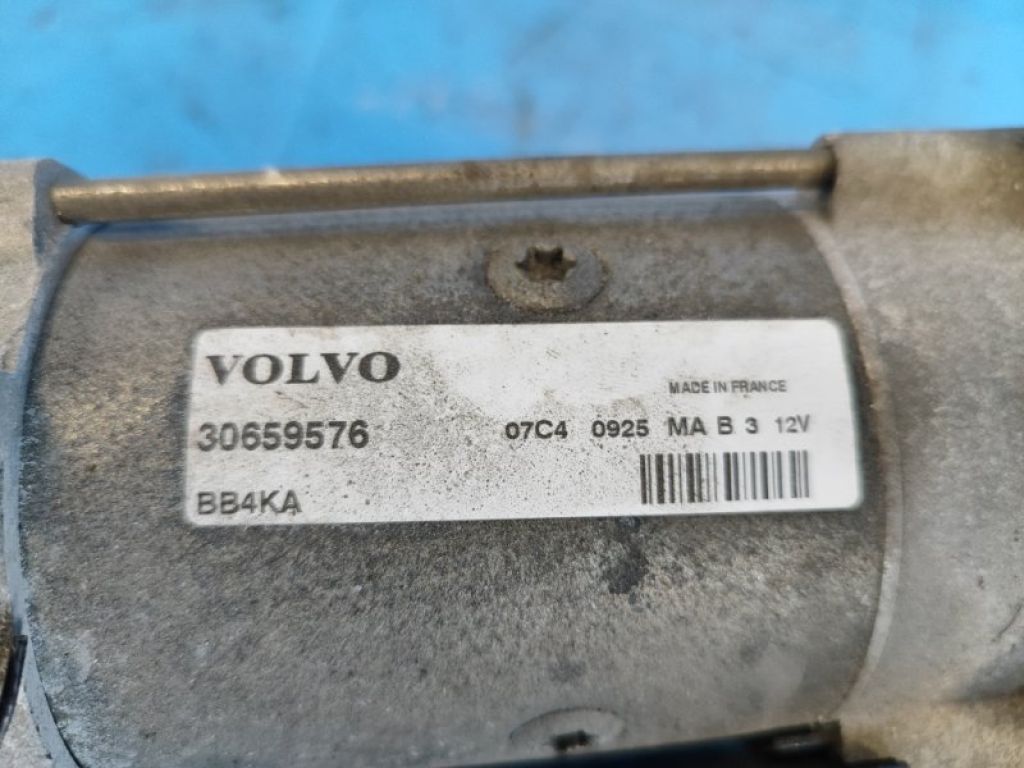 VOLVO
MADE IN FRANCE
30659576 07C4 0925 MA B 3 12V
BB4KA